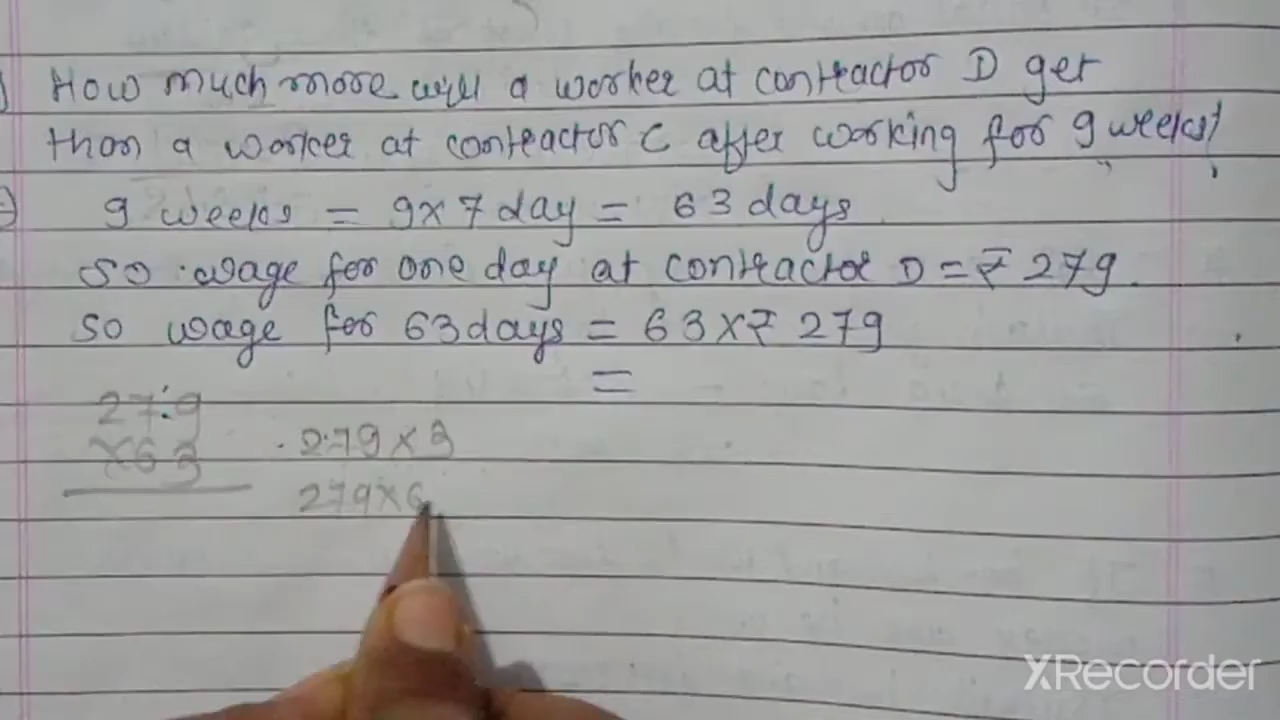 How much more will a worker at contractor D get
than a worker at contractor C after working for 9 weeks?
9 weeks = 9×7 day = 63 days
so wage for one day at contractor D = ₹ 279.
so wage for 63 days = 63 × ₹ 279
=
279
×63
279 × 3
279×6
XRecorder